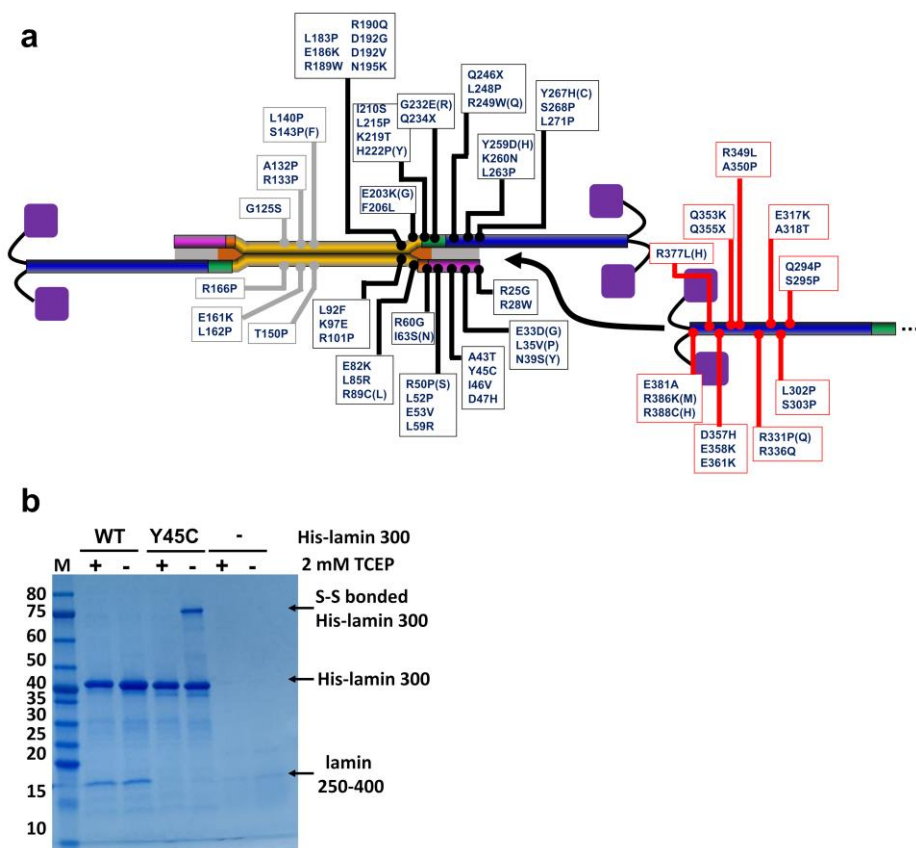 a
L183P
E186K
R189W
R190Q
D192G
D192V
N195K
L140P
S143P(F)
A132P
R133P
G125S
I210S
L215P
K219T
H222P(Y)
G232E(R)
Q234X
Q246X
L248P
R249W(Q)
Y267H(C)
S268P
L271P
Y259D(H)
K260N
L263P
E203K(G)
F206L
R349L
A350P
Q353K
Q355X
E317K
A318T
R377L(H)
Q294P
S295P
R166P
E161K
L162P
T150P
L92F
K97E
R101P
R60G
I63S(N)
R25G
R28W
E33D(G)
L35V(P)
N39S(Y)
E82K
L85R
R89C(L)
R50P(S)
L52P
E53V
L59R
A43T
Y45C
I46V
D47H
E381A
R386K(M)
R388C(H)
D357H
E358K
E361K
R331P(Q)
R336Q
L302P
S303P
...
b
WT Y45C - His-lamin 300
M + - + - + - 2 mM TCEP
80
75
60
50
40
35
30
25
20
15
10
S-S bonded
His-lamin 300
His-lamin 300
lamin
250-400